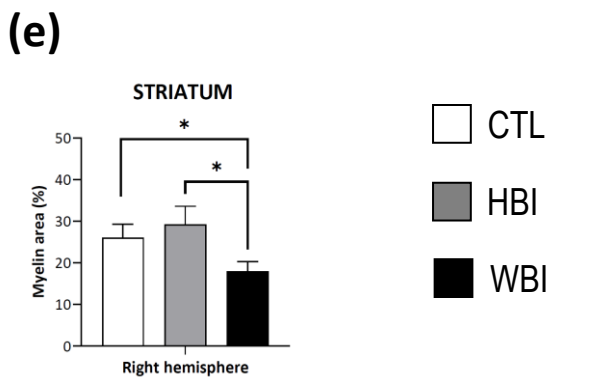 (e)
STRIATUM
Myelin area (%)
50
40
30
20
10
0
*
*
Right hemisphere
CTL
HBI
WBI